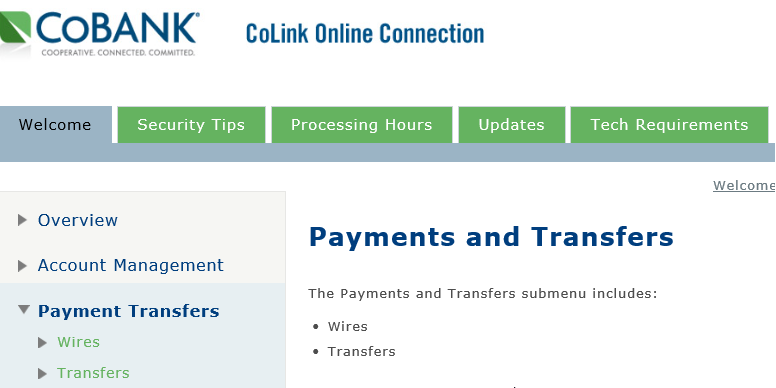 CoBANK®
COOPERATIVE. CONNECTED. COMMITTED.
CoLink Online Connection
Welcome
Security Tips
Processing Hours
Updates
Tech Requirements
Welcome
Overview
Account Management
Payment Transfers
Wires
Transfers
Payments and Transfers
The Payments and Transfers submenu includes:
• Wires
• Transfers